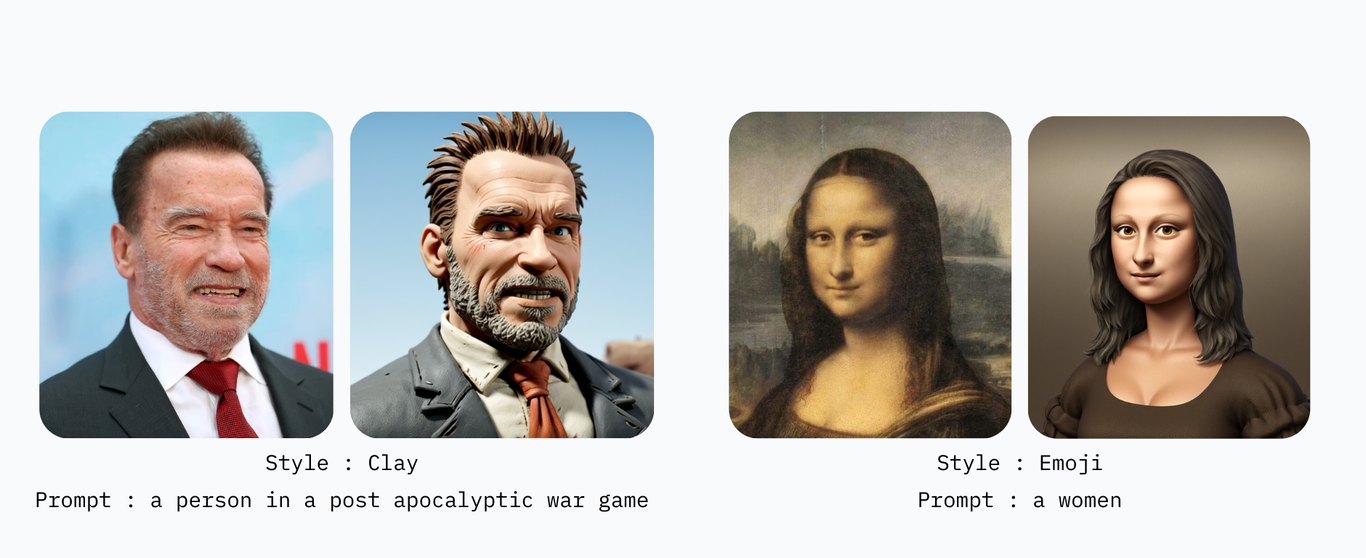 Style : Clay
Prompt : a person in a post apocalyptic war game
Style : Emoji
Prompt : a women